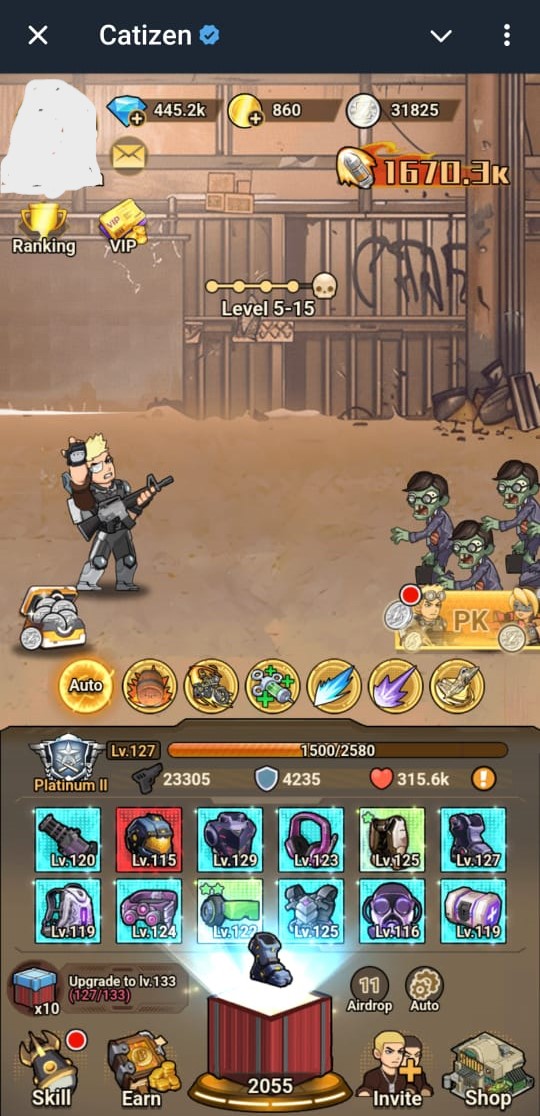 Catizen
445.2k
860
31825
1670.3K
Ranking
VIP
VIP
Level 5-15
PK
Auto
Lv.127
1500/2580
Platinum II
23305
4235
315.6k
Lv.120
Lv.115
Lv.129
Lv.123
Lv.125
Lv.127
Lv.119
Lv.124
Lv.125
Lv.116
Lv.119
Upgrade to lv.133
(127/133)
x10
11
Airdrop
Auto
Skill
Earn
2055
Invite
Shop